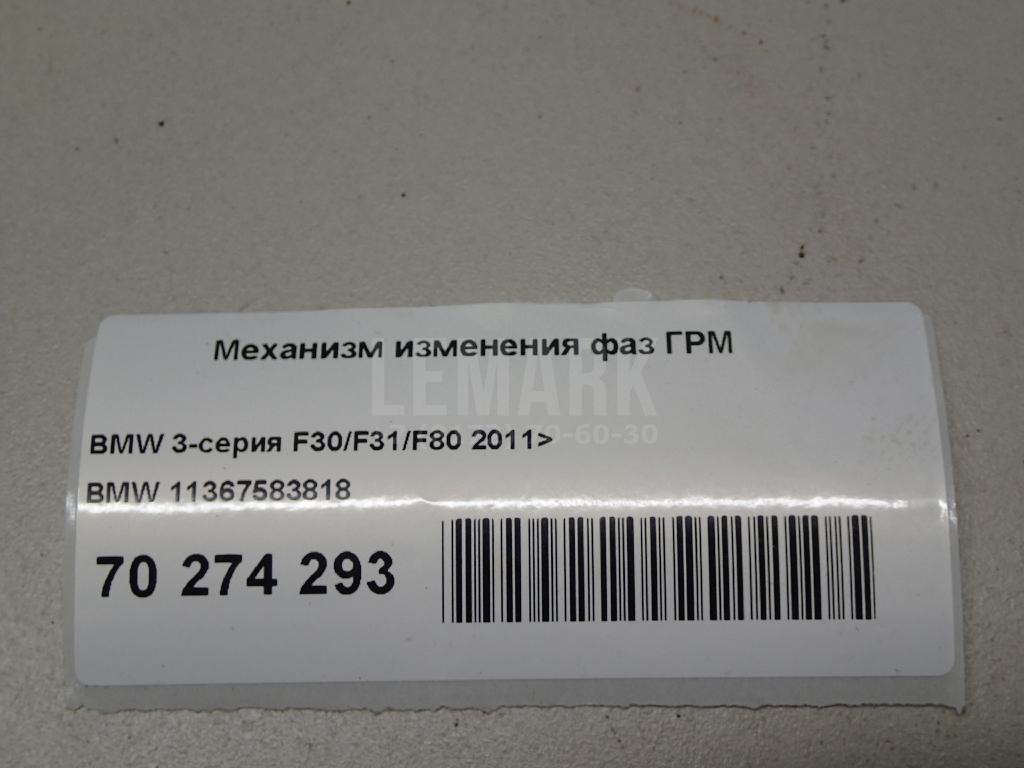 Механизм изменения фаз ГРМ
LEMARK
BMW 3-серия F30/F31/F80 2011>
BMW 11367583818
70 274 293